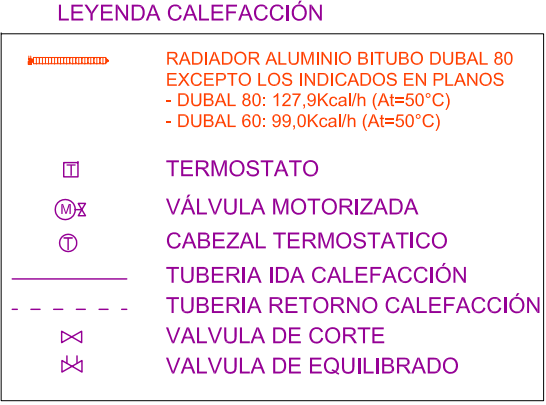 LEYENDA CALEFACCIÓN
RADIADOR ALUMINIO BITUBO DUBAL 80
EXCEPTO LOS INDICADOS EN PLANOS
- DUBAL 80: 127,9Kcal/h (At=50°C)
- DUBAL 60: 99,0Kcal/h (At=50°C)
T TERMOSTATO
M VÁLVULA MOTORIZADA
T CABEZAL TERMOSTATICO
TUBERIA IDA CALEFACCIÓN
TUBERIA RETORNO CALEFACCIÓN
VALVULA DE CORTE
VALVULA DE EQUILIBRADO